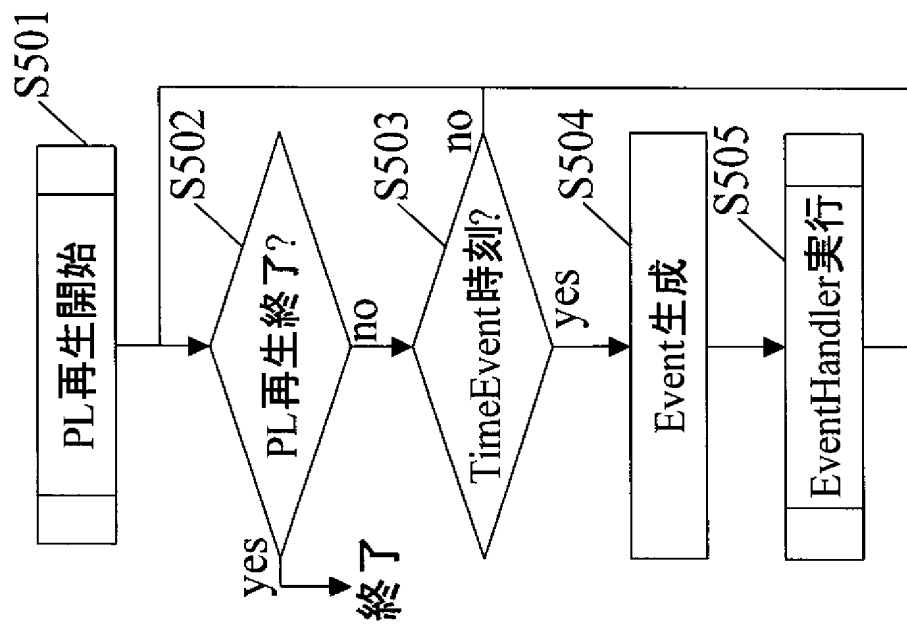 S501
PL再生開始
S502
PL再生終了?
yes
終了
no
S503
TimeEvent時刻?
no
yes
S504
Event生成
S505
EventHandler実行